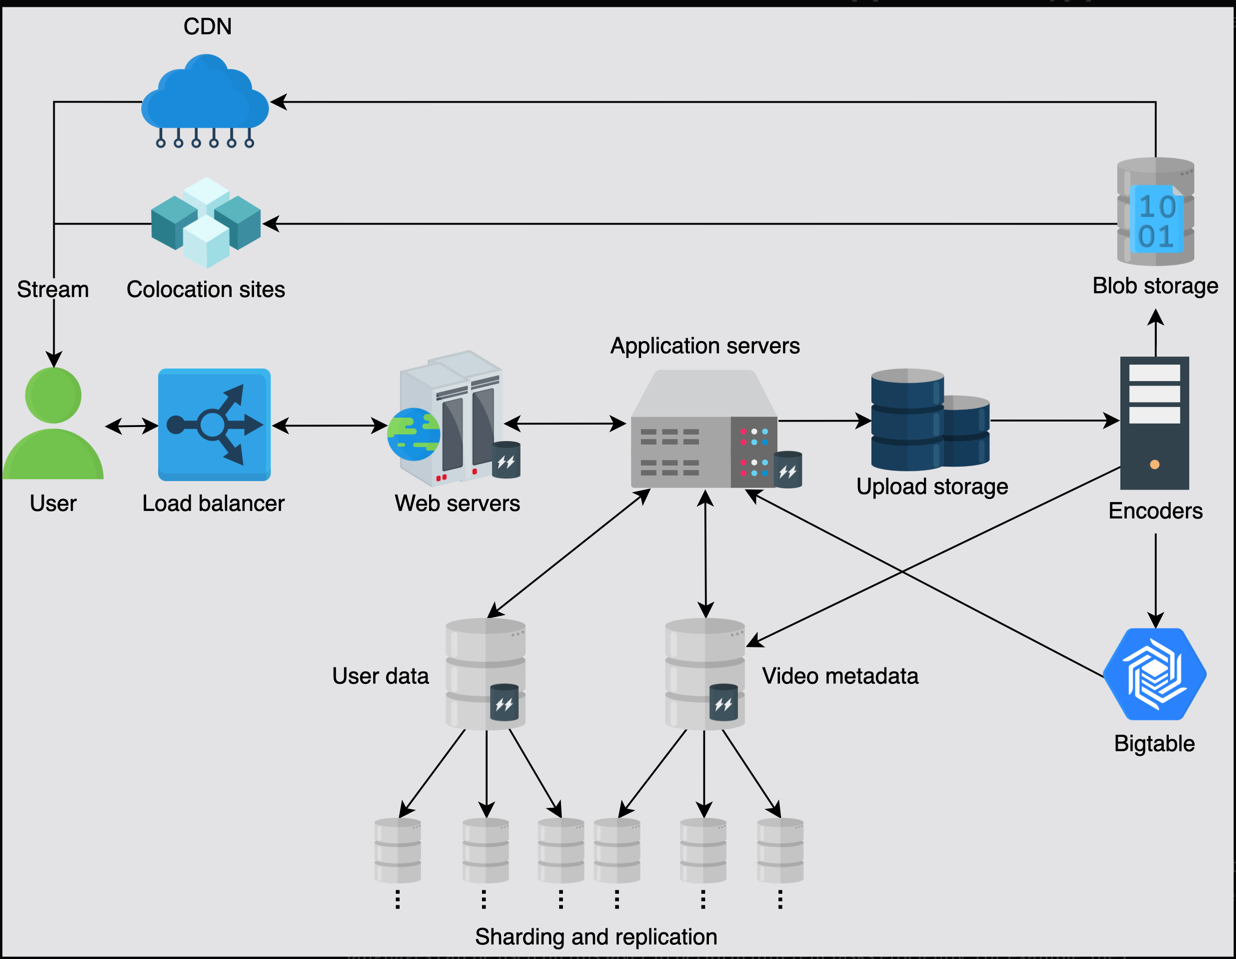 CDN
Stream
Colocation sites
10
01
Blob storage
Application servers
User
Load balancer
Web servers
Upload storage
Encoders
User data
Video metadata
Bigtable
Sharding and replication